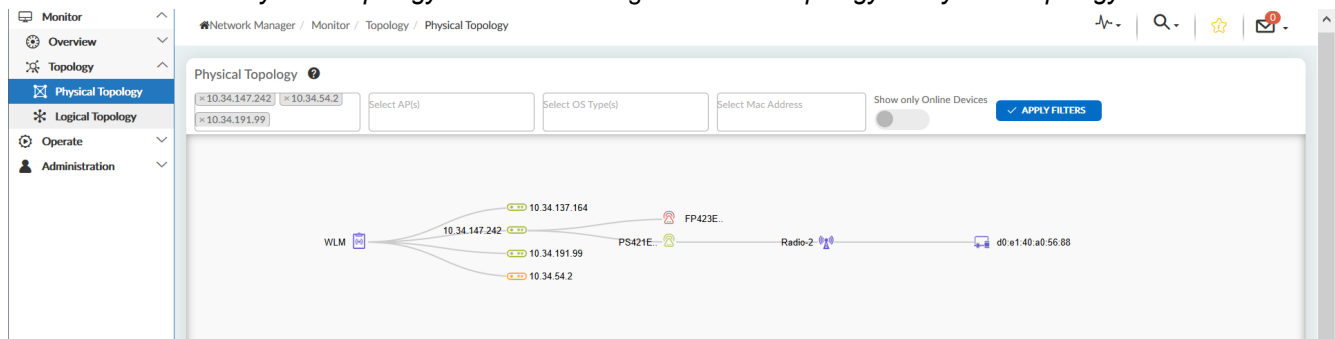 Monitor
Network Manager / Monitor / Topology / Physical Topology
Overview
Topology
Physical Topology
Logical Topology
Operate
Administration
Physical Topology ?
×10.34.147.242 ×10.34.54.2
×10.34.191.99
Select AP(s)
Select OS Type(s)
Select Mac Address
Show only Online Devices
APPLY FILTERS
10.34.137.164
FP423E..
10.34.147.242
WLM
PS421E..
Radio-2
d0:e1:40:a0:56:88
10.34.191.99
10.34.54.2